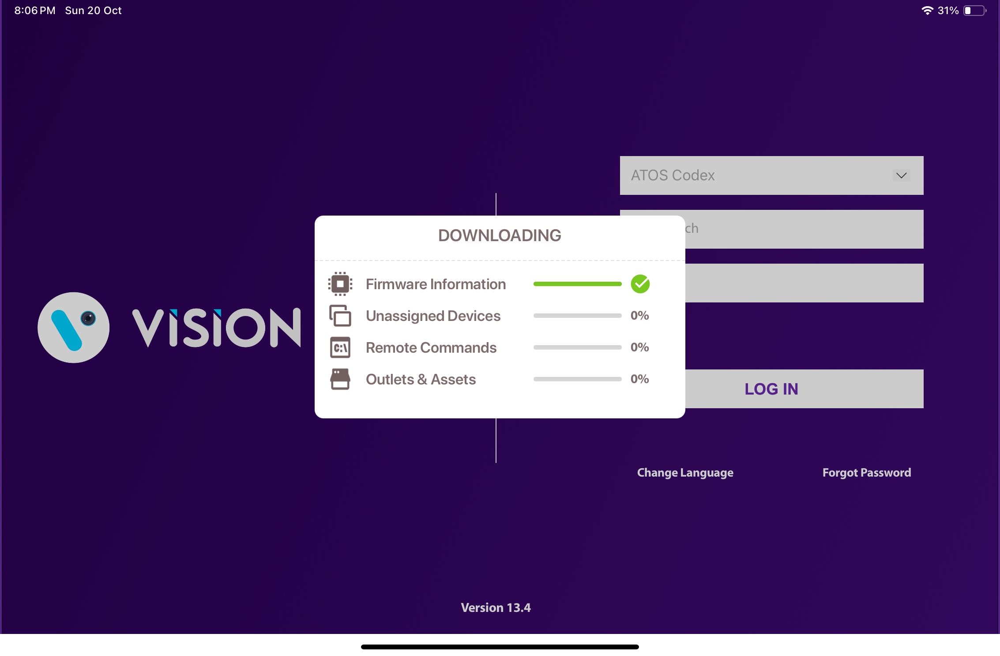 8:06 PM Sun 20 Oct
31%
ATOS Codex
ch
DOWNLOADING
Firmware Information
Unassigned Devices 0%
Remote Commands 0%
C:\
Outlets & Assets 0%
VISION
LOG IN
Change Language
Forgot Password
Version 13.4